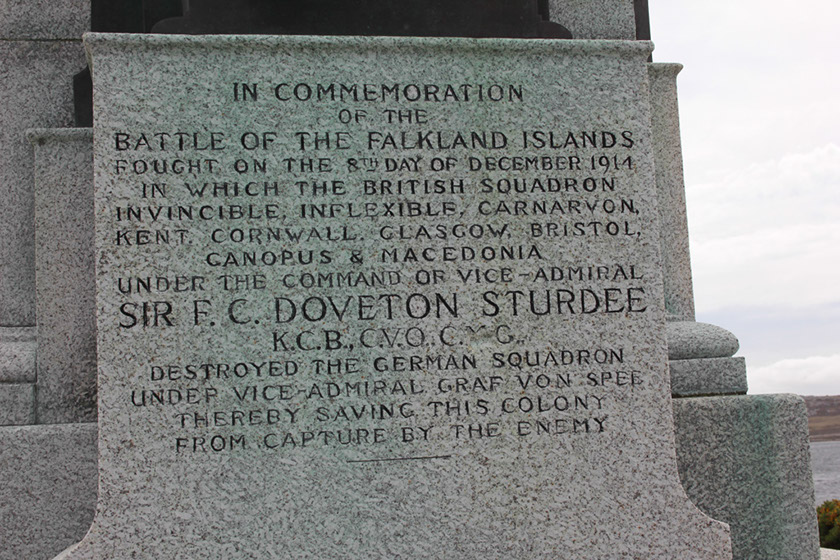 IN COMMEMORATION
OF THE
BATTLE OF THE FALKLAND ISLANDS
FOUGHT ON THE 8TH DAY OF DECEMBER 1914
IN WHICH THE BRITISH SQUADRON
INVINCIBLE, INFLEXIBLE, CARNARVON,
KENT, CORNWALL, GLASGOW, BRISTOL,
CANOPUS & MACEDONIA
UNDER THE COMMAND OF VICE-ADMIRAL
SIR F. C. DOVETON STURDEE
K.C.B., C.V.O., C.M.G.,
DESTROYED THE GERMAN SQUADRON
UNDER VICE-ADMIRAL GRAF VON SPEE
THEREBY SAVING THIS COLONY
FROM CAPTURE BY THE ENEMY